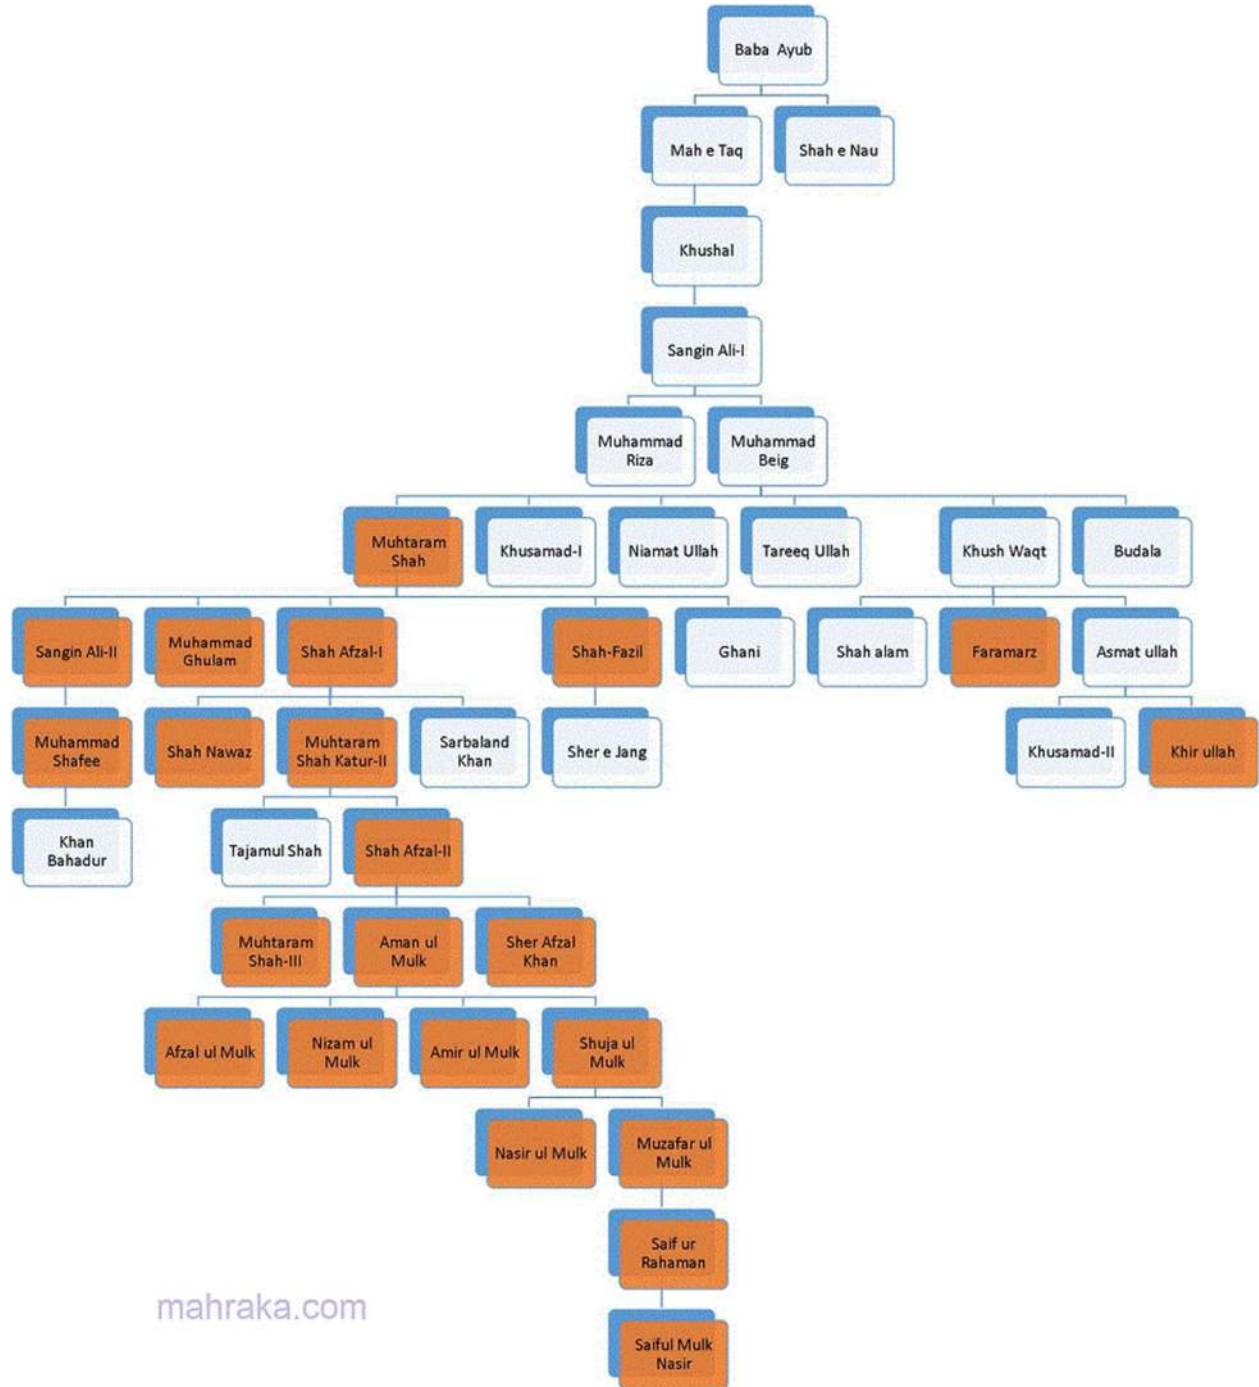 Baba Ayub
Mah e Taq
Shah e Nau
Khushal
Sangin Ali-I
Muhammad
Riza
Muhammad
Beig
Muhtaram
Shah
Khusamad-I
Niamat Ullah
Tareeq Ullah
Khush Waqt
Budala
Sangin Ali-II
Muhammad
Ghulam
Shah Afzal-I
Shah-Fazil
Ghani
Shah alam
Faramarz
Asmat ullah
Muhammad
Shafee
Shah Nawaz
Muhtaram
Shah Katur-II
Sarbaland
Khan
Sher e Jang
Khusamad-II
Khir ullah
Khan
Bahadur
Tajamul Shah
Shah Afzal-II
Muhtaram
Shah-III
Aman ul
Mulk
Sher Afzal
Khan
Afzal ul Mulk
Nizam ul
Mulk
Amir ul Mulk
Shuja ul
Mulk
Nasir ul Mulk
Muzafar ul
Mulk
Saif ur
Rahaman
Saiful Mulk
Nasir
mahraka.com